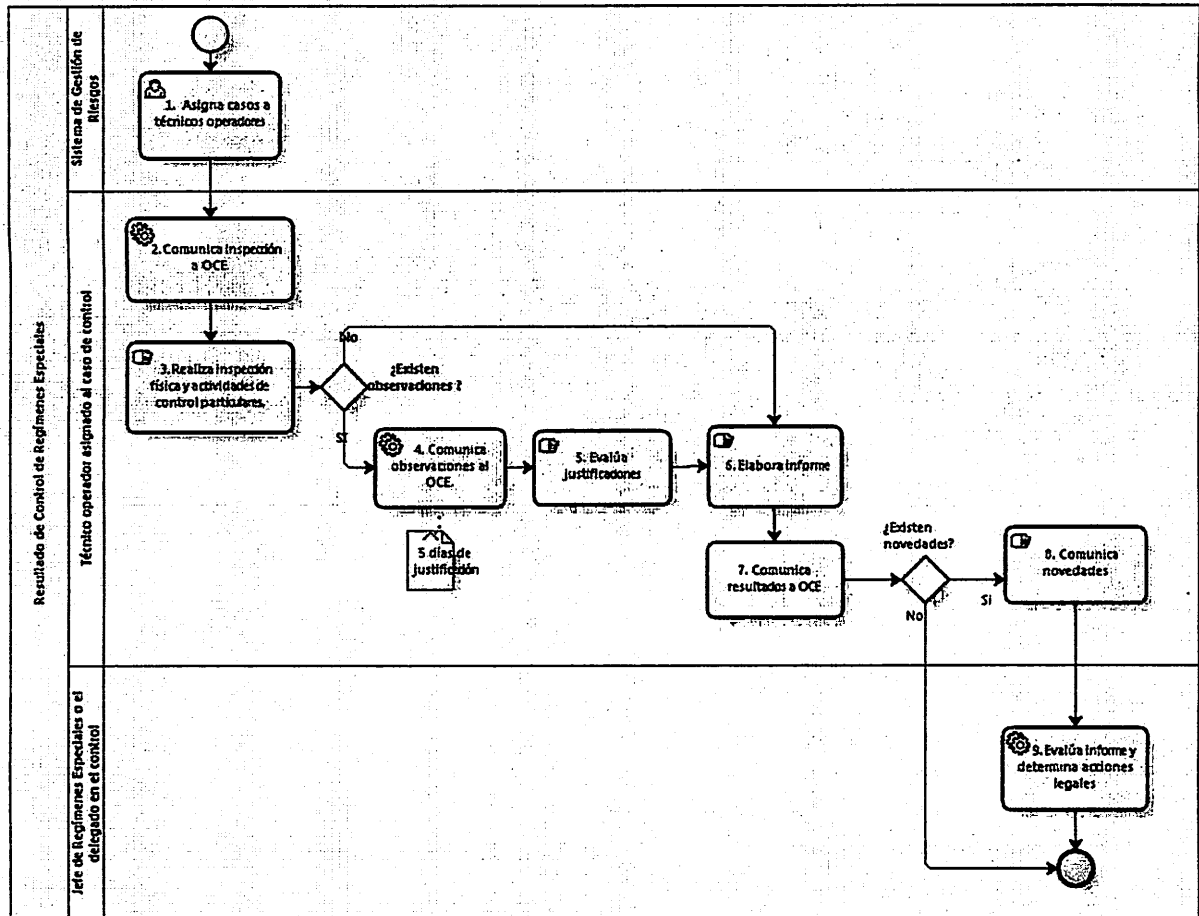 Resultado de Control de Regímenes Especiales
Sistema de Gestión de
Riesgos
1. Asigna casos a
técnicos operadores
Técnico operador asignado al caso de control
2. Comunica inspección
a OCE
3. Realiza inspección
física y actividades de
control particulares.
No
¿Existen
observaciones ?
SI
4. Comunica
observaciones al
OCE.
5 días de
justificación
5. Evalúa
justificaciones
6. Elabora informe
7. Comunica
resultados a OCE
¿Existen
novedades?
No
Si
8. Comunica
novedades
Jefe de Regímenes Especiales o el
delegado en el control
9. Evalúa informe y
determina acciones
legales